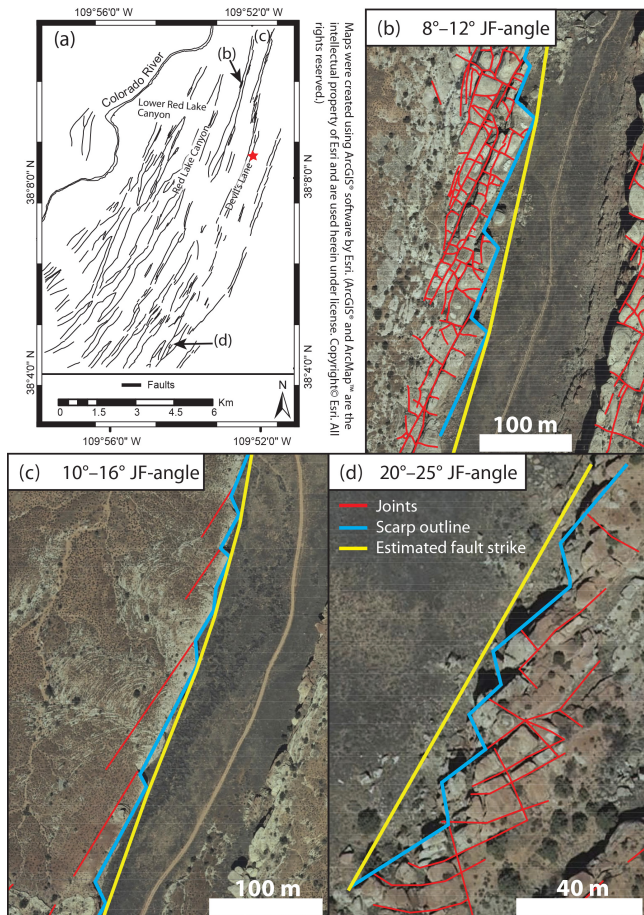 109°56'0" W
109°52'0" W
(a)
(c)
(b)
Colorado River
Lower Red Lake
Canyon
Red Lake Canyon
Devil's Lane
38°8'0" N
38°8'0" N
(d)
38°4'0" N
38°4'0" N
Faults
N
0 1.5 3 4.5 6
Km
109°56'0" W
109°52'0" W
Maps were created using ArcGIS® software by Esri. (ArcGIS® and ArcMap™ are the
intellectual property of Esri and are used herein under license. Copyright© Esri. All
rights reserved.)
(b) 8°–12° JF-angle
100 m
(c) 10°–16° JF-angle
100 m
(d) 20°–25° JF-angle
Joints
Scarp outline
Estimated fault strike
40 m